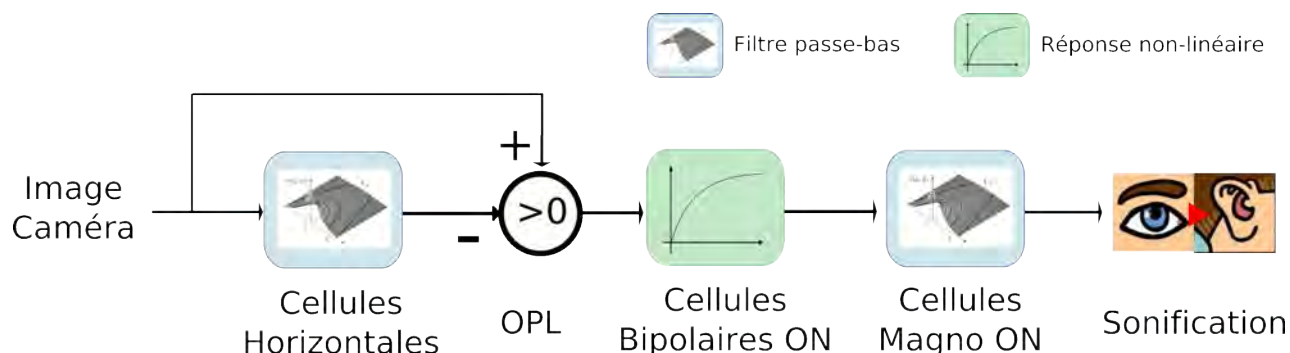 Filtre passe-bas
Réponse non-linéaire
+
Image
Caméra
>0
-
Cellules
Horizontales
OPL
Cellules
Bipolaires ON
Cellules
Magno ON
Sonification